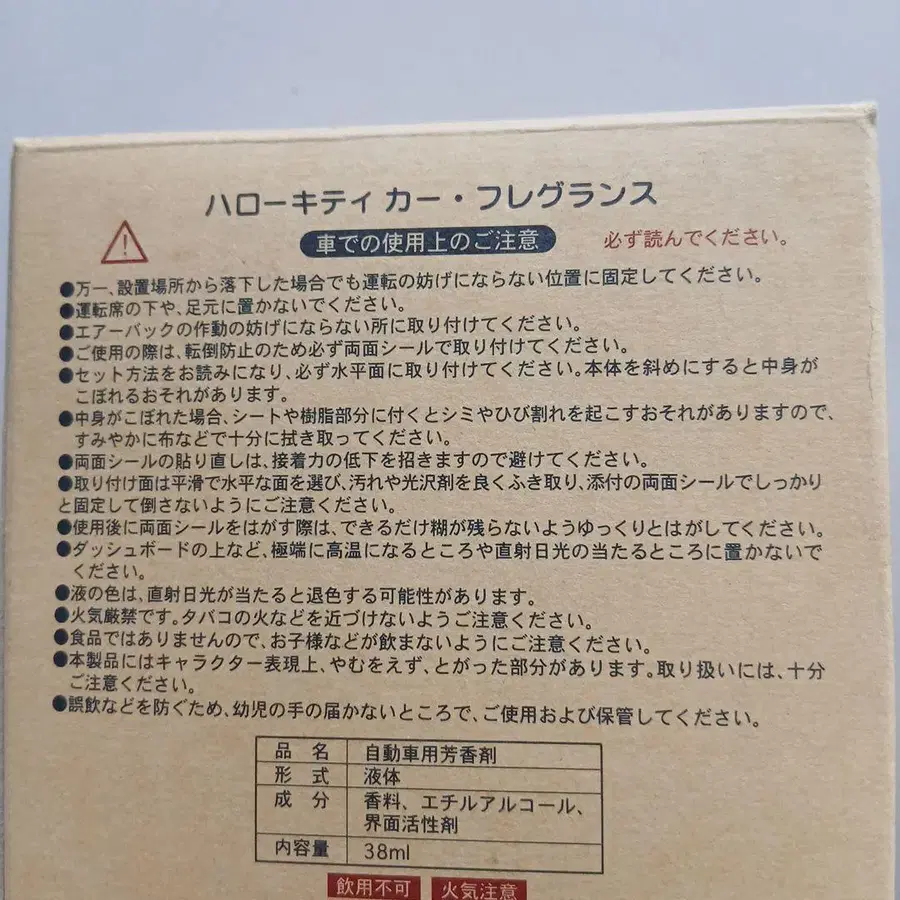 ハローキティ カー・フレグランス
車での使用上のご注意 必ず読んでください。
●万一、設置場所から落下した場合でも運転の妨げにならない位置に固定してください。
●運転席の下や、足元に置かないでください。
●エアーバックの作動の妨げにならない所に取り付けてください。
●ご使用の際は、転倒防止のため必ず両面シールで取り付けてください。
●セット方法をお読みになり、必ず水平面に取り付けてください。本体を斜めにすると中身が
こぼれるおそれがあります。
●中身がこぼれた場合、シートや樹脂部分に付くとシミやひび割れを起こすおそれがありますので、
すみやかに布などで十分に拭き取ってください。
●両面シールの貼り直しは、接着力の低下を招きますので避けてください。
●取り付け面は平滑で水平な面を選び、汚れや光沢剤を良くふき取り、添付の両面シールでしっかり
と固定して倒さないようにご注意ください。
●使用後に両面シールをはがす際は、できるだけ糊が残らないようゆっくりとはがしてください。
●ダッシュボードの上など、極端に高温になるところや直射日光の当たるところに置かないで
ください。
●液の色は、直射日光が当たると退色する可能性があります。
●火気厳禁です。タバコの火などを近づけないようご注意ください。
●食品ではありませんので、お子様などが飲まないようにご注意ください。
●本製品にはキャラクター表現上、やむをえず、とがった部分があります。取り扱いには、十分
ご注意ください。
●誤飲などを防ぐため、幼児の手の届かないところで、ご使用および保管してください。
品 名 自動車用芳香剤
形 式 液体
成 分 香料、エチルアルコール、
界面活性剤
内容量 38ml
飲用不可 火気注意